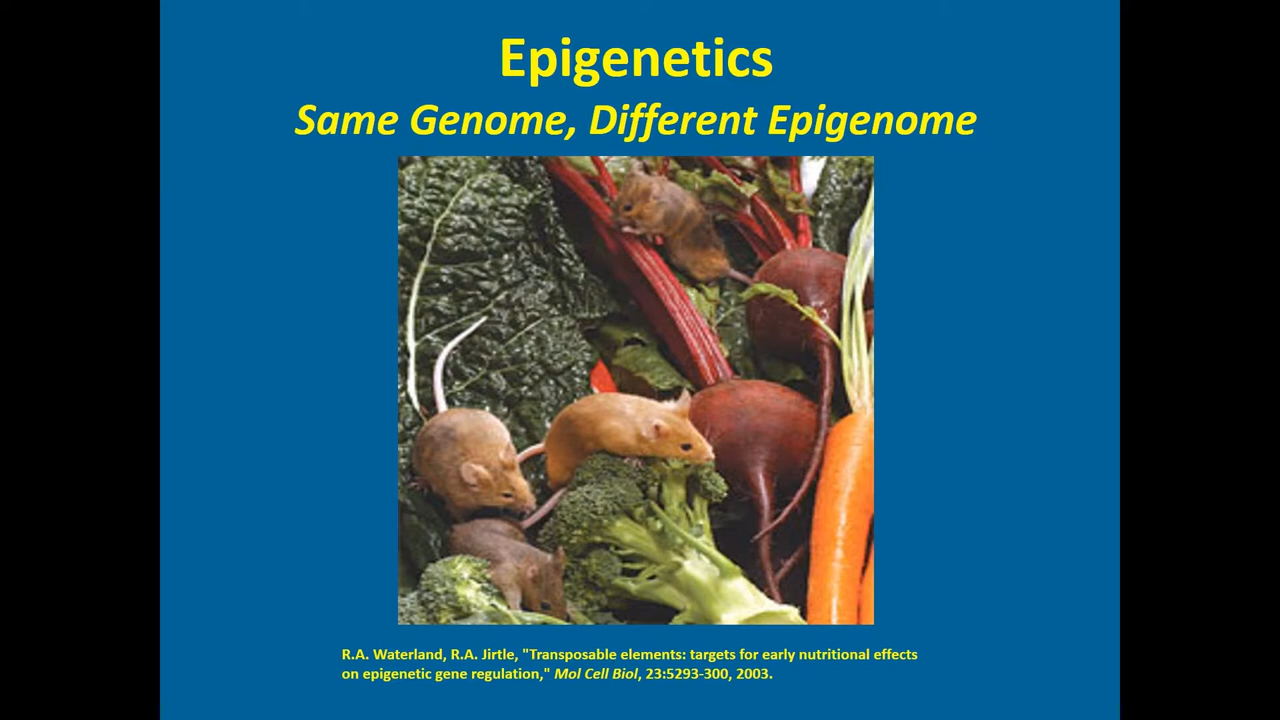 Epigenetics
Same Genome, Different Epigenome
R.A. Waterland, R.A. Jirtle, "Transposable elements: targets for early nutritional effects
on epigenetic gene regulation," Mol Cell Biol, 23:5293-300, 2003.